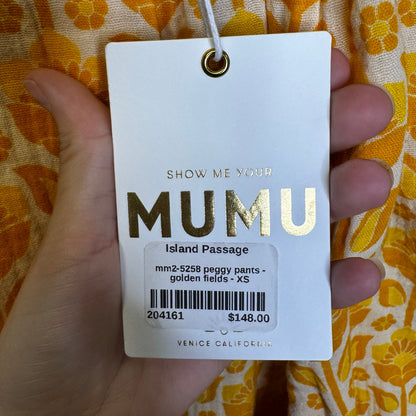 SHOW ME YOUR
MUMU
Island Passage
mm2-5258 peggy pants -
golden fields - XS
204161 $148.00
VENICE CALIFORNIA